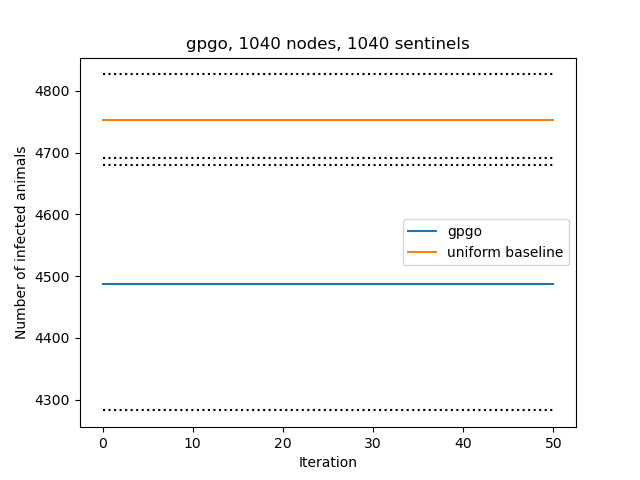 gpgo, 1040 nodes, 1040 sentinels
Number of infected animals
4800
4700
4600
4500
4400
4300
gpgo
uniform baseline
0 10 20 30 40 50
Iteration